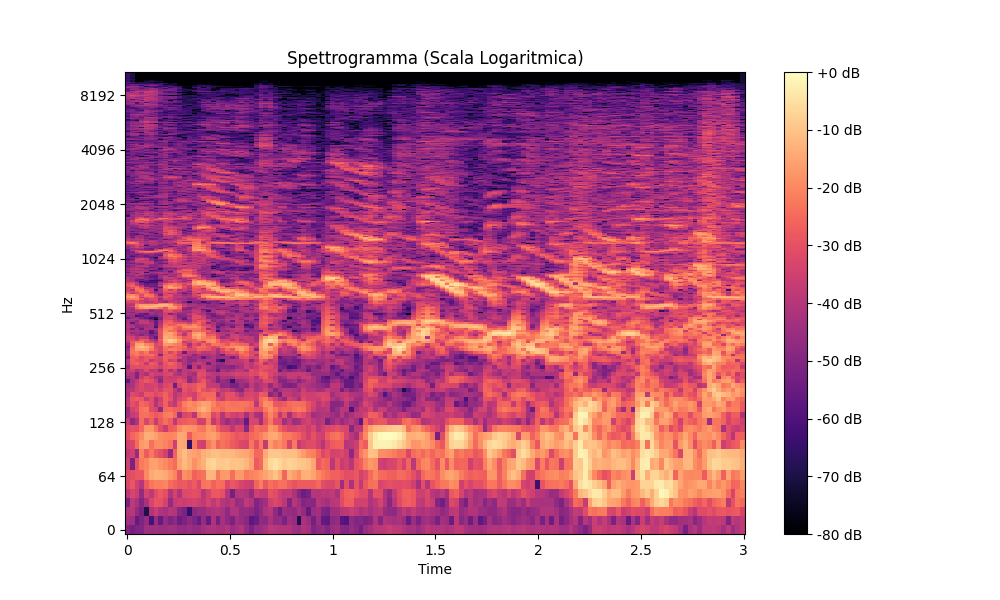 Spettrogramma (Scala Logaritmica)
Hz
8192
4096
2048
1024
512
256
128
64
0
0
0.5
1
1.5
2
2.5
3
Time
+0 dB
-10 dB
-20 dB
-30 dB
-40 dB
-50 dB
-60 dB
-70 dB
-80 dB